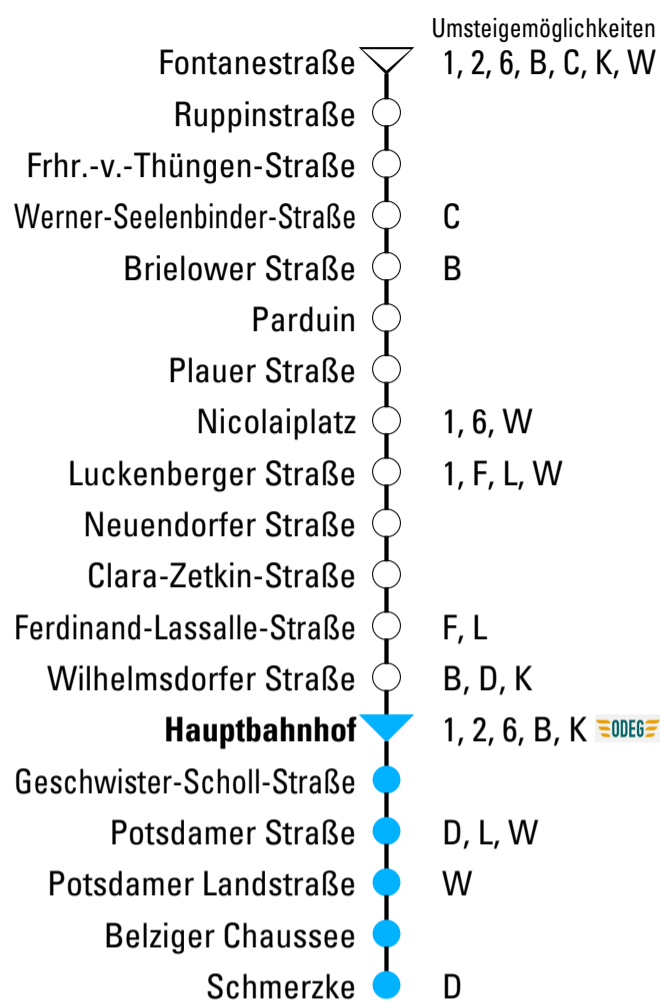 Umsteigemöglichkeiten
Fontanestraße 1, 2, 6, B, C, K, W
Ruppinstraße
Frhr.-v.-Thüngen-Straße
Werner-Seelenbinder-Straße C
Brielower Straße B
Parduin
Plauer Straße
Nicolaiplatz 1, 6, W
Luckenberger Straße 1, F, L, W
Neuendorfer Straße
Clara-Zetkin-Straße
Ferdinand-Lassalle-Straße F, L
Wilhelmsdorfer Straße B, D, K
Hauptbahnhof 1, 2, 6, B, K ODEG
Geschwister-Scholl-Straße
Potsdamer Straße D, L, W
Potsdamer Landstraße W
Belziger Chaussee
Schmerzke D